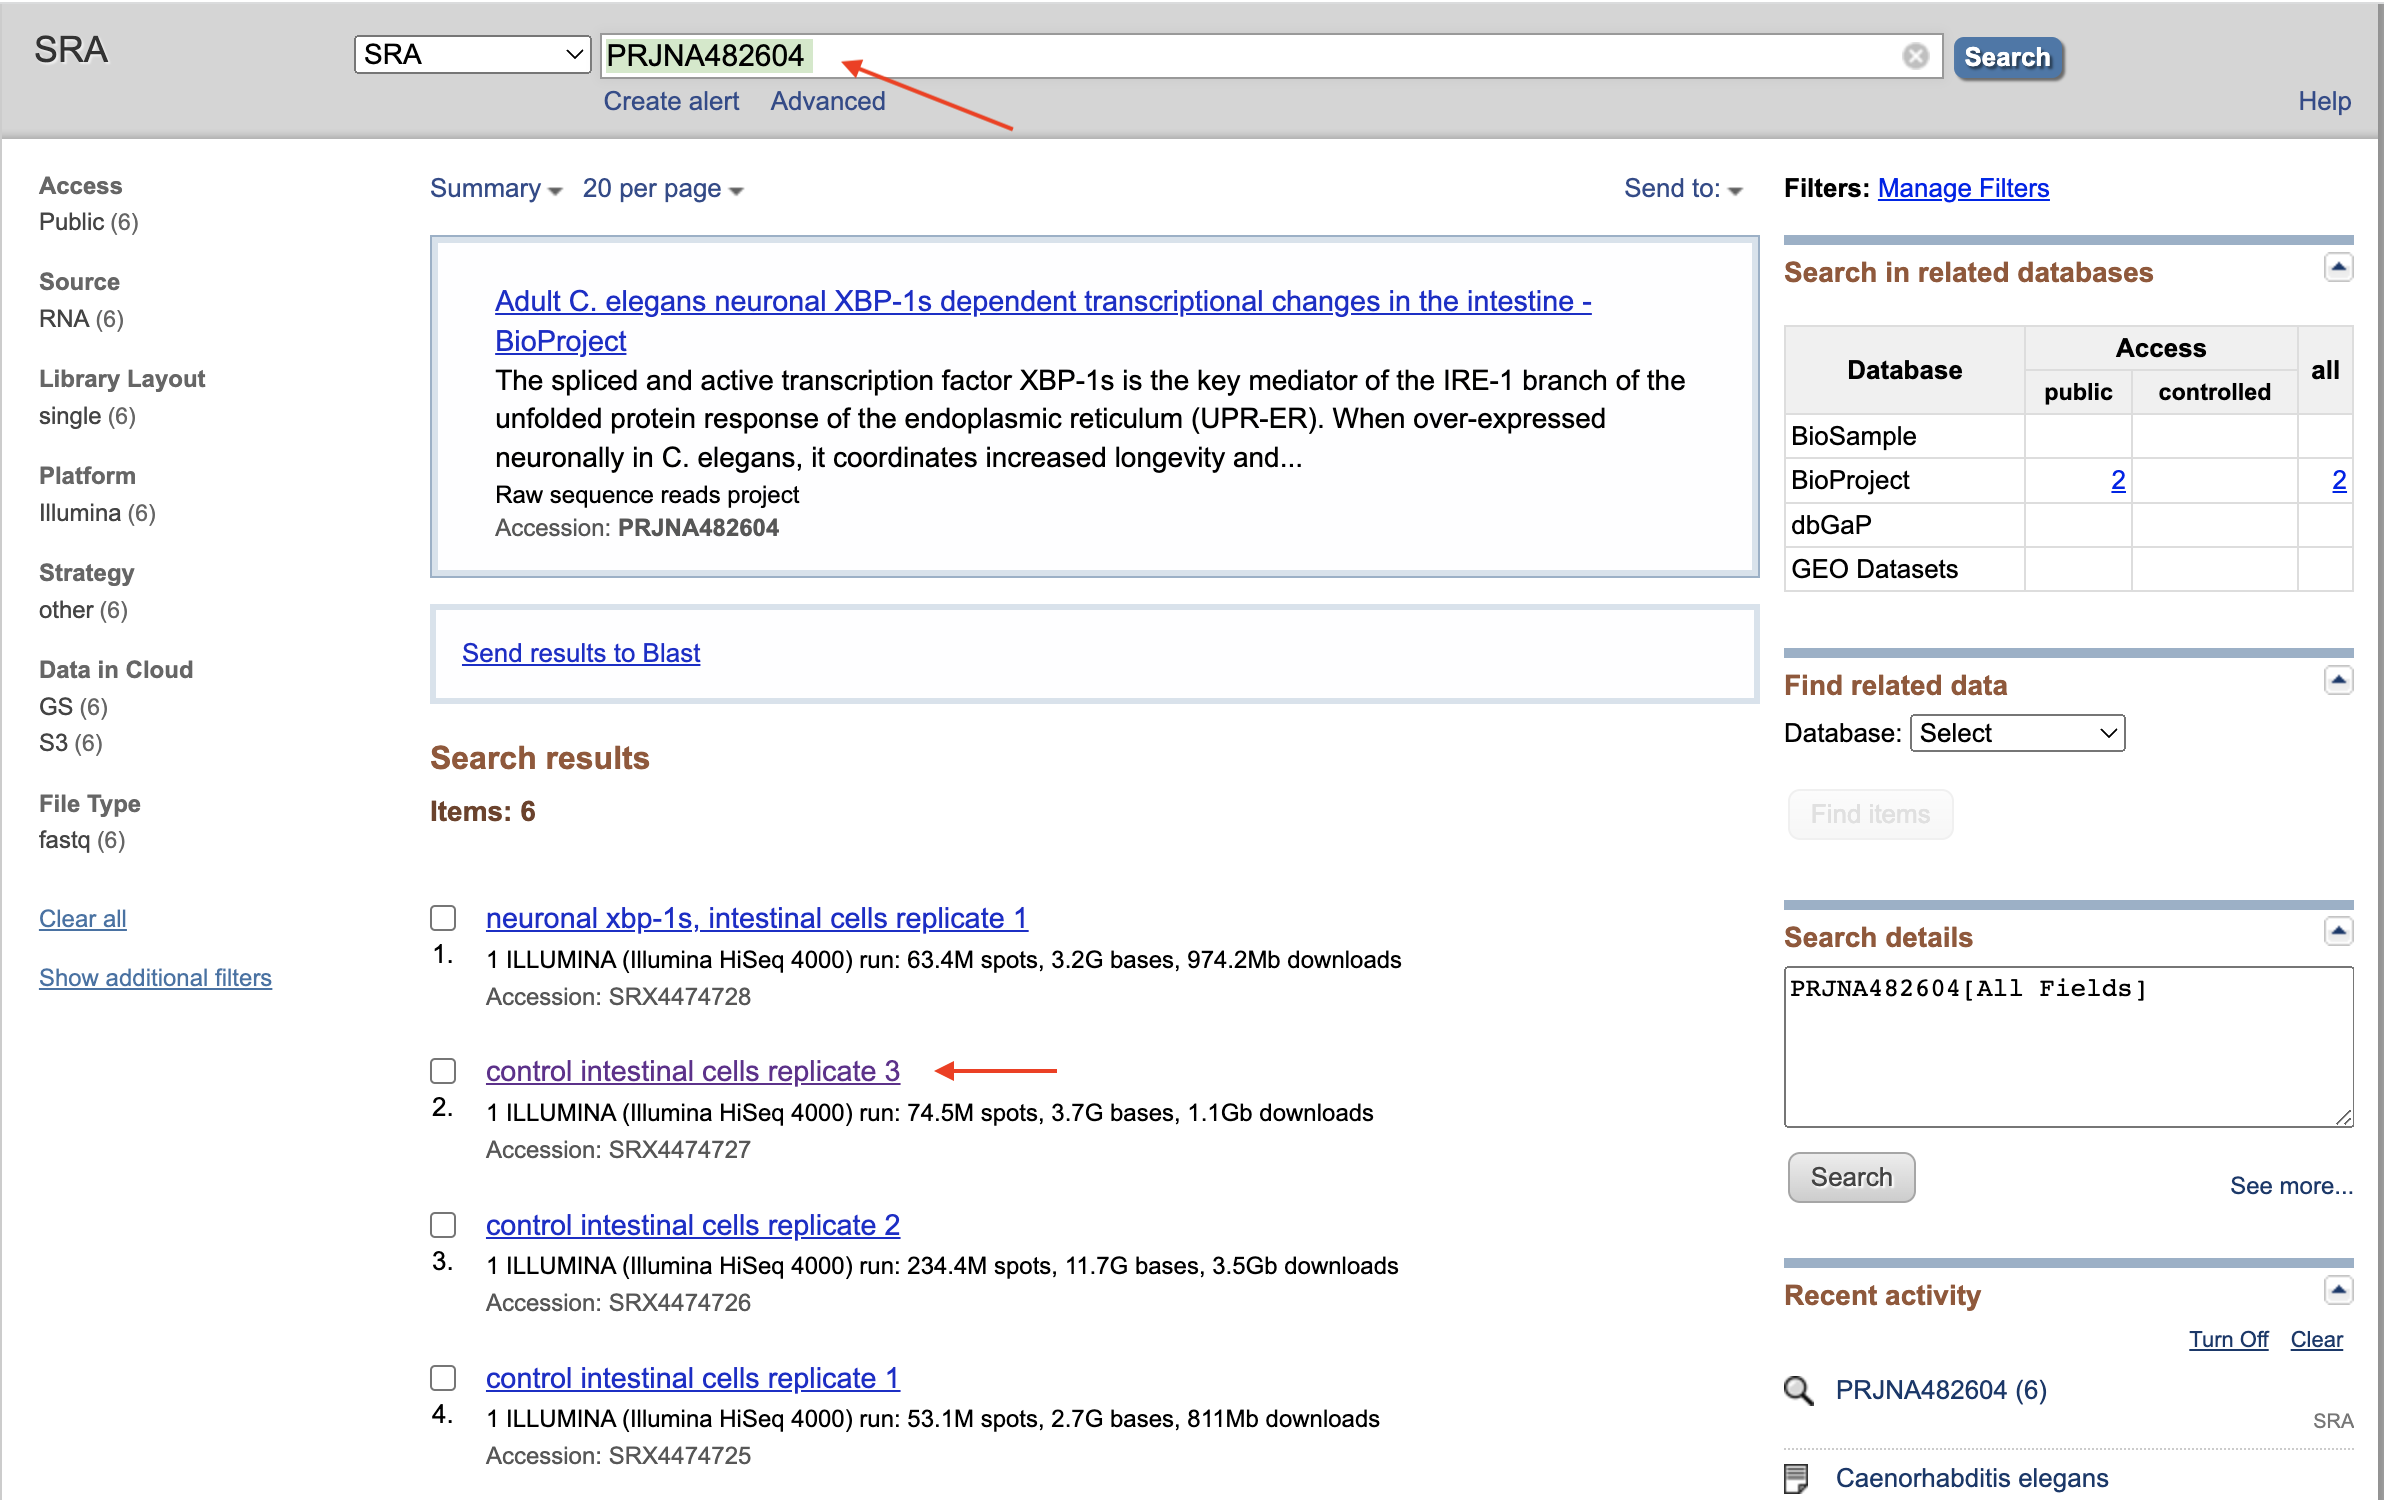 SRA
SRA
PRJNA482604
Search
Create alert
Advanced
Help
Access
Public (6)
Source
RNA (6)
Library Layout
single (6)
Platform
Illumina (6)
Strategy
other (6)
Data in Cloud
GS (6)
S3 (6)
File Type
fastq (6)
Clear all
Show additional filters
Summary
20 per page
Send to:
Adult C. elegans neuronal XBP-1s dependent transcriptional changes in the intestine -
BioProject
The spliced and active transcription factor XBP-1s is the key mediator of the IRE-1 branch of the
unfolded protein response of the endoplasmic reticulum (UPR-ER). When over-expressed
neuronally in C. elegans, it coordinates increased longevity and...
Raw sequence reads project
Accession: PRJNA482604
Send results to Blast
Search results
Items: 6
neuronal xbp-1s, intestinal cells replicate 1
1. 1 ILLUMINA (Illumina HiSeq 4000) run: 63.4M spots, 3.2G bases, 974.2Mb downloads
Accession: SRX4474728
control intestinal cells replicate 3
2. 1 ILLUMINA (Illumina HiSeq 4000) run: 74.5M spots, 3.7G bases, 1.1Gb downloads
Accession: SRX4474727
control intestinal cells replicate 2
3. 1 ILLUMINA (Illumina HiSeq 4000) run: 234.4M spots, 11.7G bases, 3.5Gb downloads
Accession: SRX4474726
control intestinal cells replicate 1
4. 1 ILLUMINA (Illumina HiSeq 4000) run: 53.1M spots, 2.7G bases, 811Mb downloads
Accession: SRX4474725
Filters: Manage Filters
Search in related databases
Database
Access
all
public
controlled
BioSample
BioProject 2 2
dbGaP
GEO Datasets
Find related data
Database: Select
Find items
Search details
PRJNA482604[All Fields]
Search
See more...
Recent activity
Turn Off
Clear
PRJNA482604 (6)
SRA
Caenorhabditis elegans